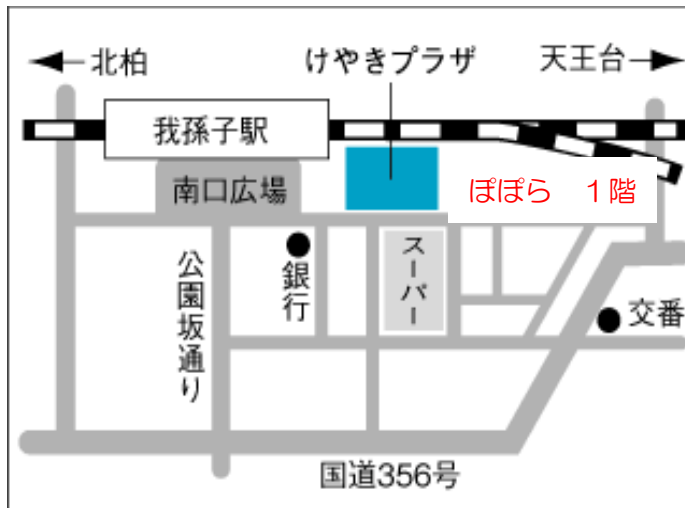 北柏
けやきプラザ
天王台
我孫子駅
南口広場
ぽぽら　１階
公園坂通り
銀行
スーパー
交番
国道356号